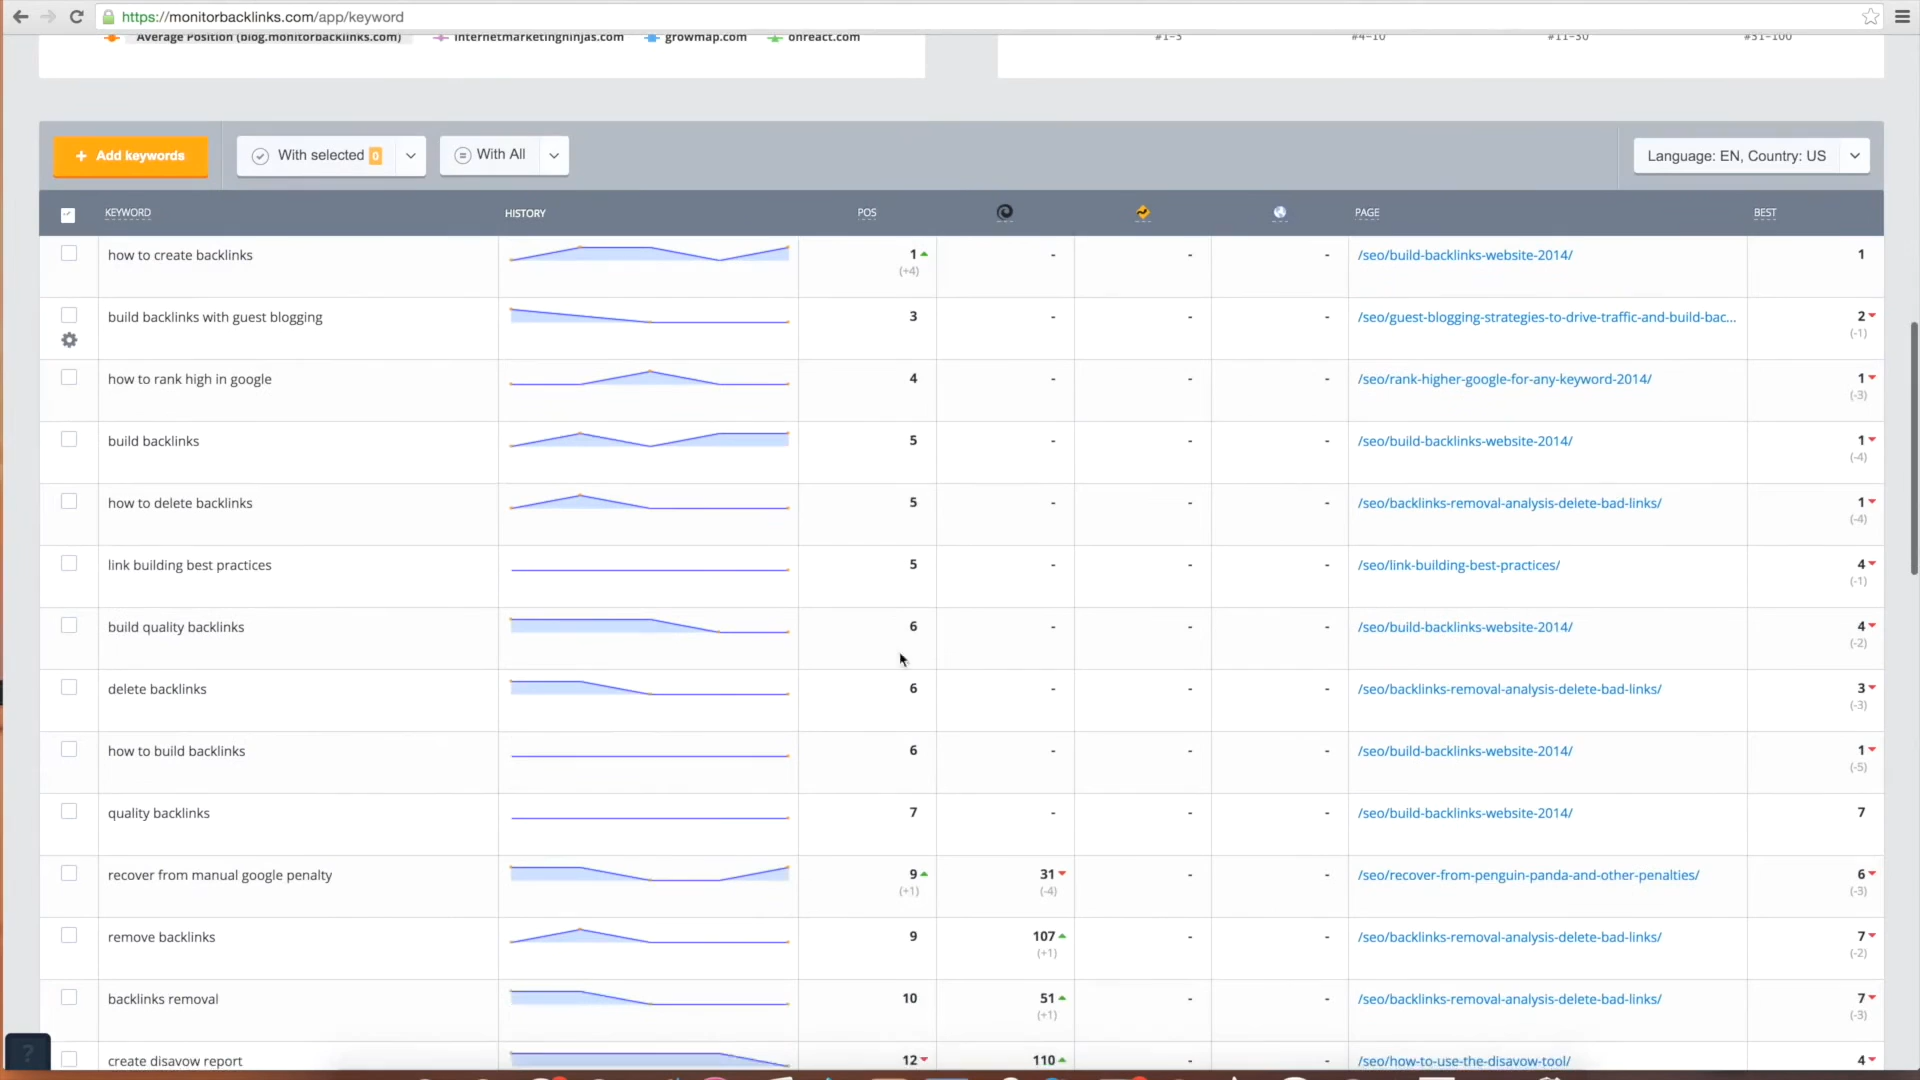 https://monitorbacklinks.com/app/keyword
Average Position (blog.monitorbacklinks.com) internetmarketingninjas.com growmap.com onreact.com
#1-3 #4-10 #11-30 #31-100
+ Add keywords With selected 0 With All Language: EN, Country: US
KEYWORD HISTORY POS PAGE BEST
how to create backlinks 1 - - - /seo/build-backlinks-website-2014/ 1
(+4)
build backlinks with guest blogging 3 - - - /seo/guest-blogging-strategies-to-drive-traffic-and-build-bac... 2
(-1)
how to rank high in google 4 - - - /seo/rank-higher-google-for-any-keyword-2014/ 1
(-3)
build backlinks 5 - - - /seo/build-backlinks-website-2014/ 1
(-4)
how to delete backlinks 5 - - - /seo/backlinks-removal-analysis-delete-bad-links/ 1
(-4)
link building best practices 5 - - - /seo/link-building-best-practices/ 4
(-1)
build quality backlinks 6 - - - /seo/build-backlinks-website-2014/ 4
(-2)
delete backlinks 6 - - - /seo/backlinks-removal-analysis-delete-bad-links/ 3
(-3)
how to build backlinks 6 - - - /seo/build-backlinks-website-2014/ 1
(-5)
quality backlinks 7 - - - /seo/build-backlinks-website-2014/ 7
recover from manual google penalty 9 31 - - /seo/recover-from-penguin-panda-and-other-penalties/ 6
(+1) (-4) (-3)
remove backlinks 9 107 - - /seo/backlinks-removal-analysis-delete-bad-links/ 7
(+1) (-2)
backlinks removal 10 51 - - /seo/backlinks-removal-analysis-delete-bad-links/ 7
(+1) (-3)
? create disavow report 12 110 - - /seo/how-to-use-the-disavow-tool/ 4